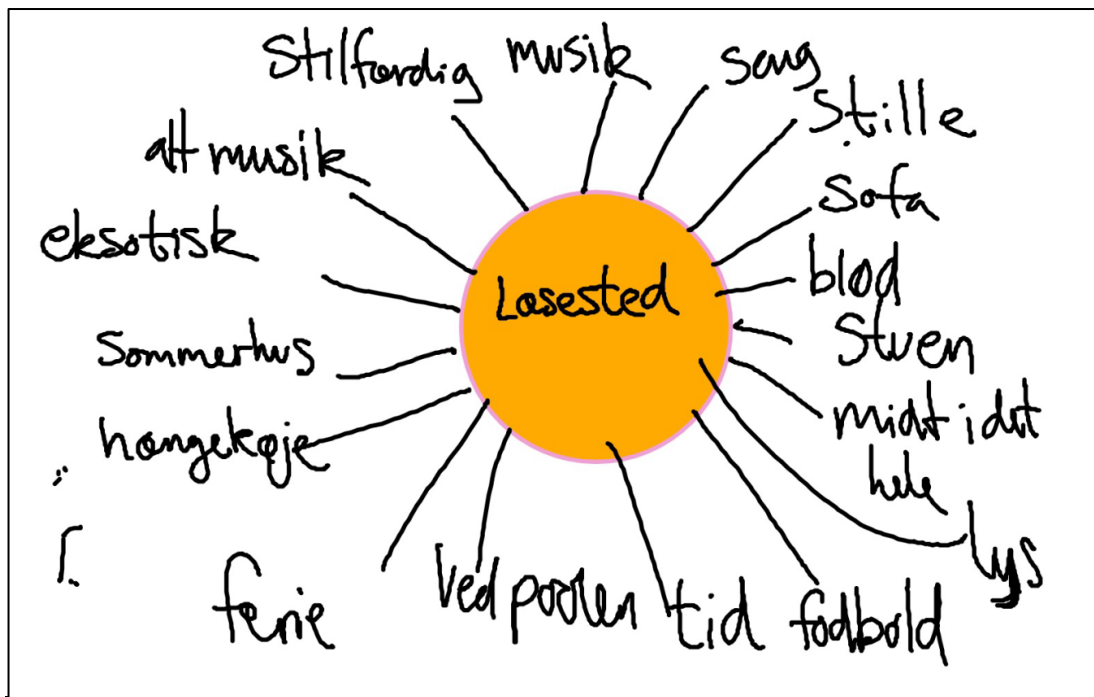 Stilfærdig
musik
seng
stille
alt musik
sofa
eksotisk
blød
Læsested
Stuen
Sommerhus
midt i det
hele
hængekøje
lys
ferie
Ved poolen
tid
fodbold